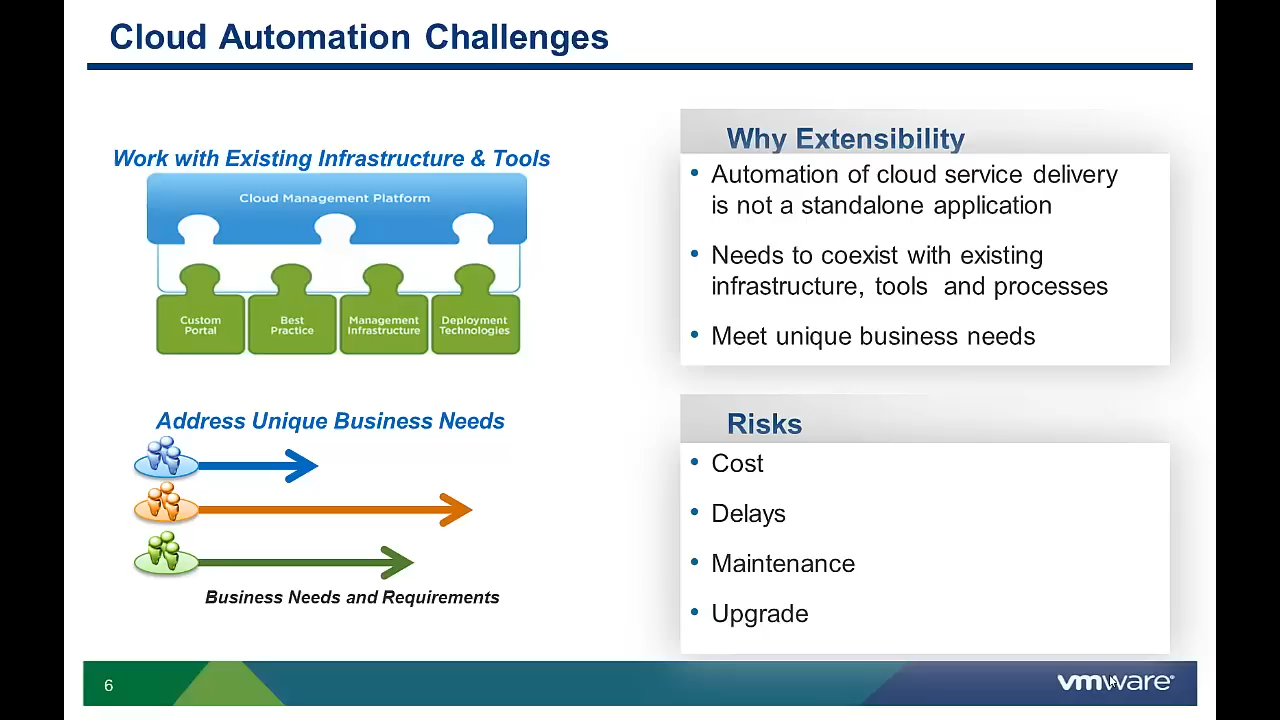 Cloud Automation Challenges
Work with Existing Infrastructure & Tools
Cloud Management Platform
Custom
Portal
Best
Practice
Management
Infrastructure
Deployment
Technologies
Address Unique Business Needs
Business Needs and Requirements
Why Extensibility
• Automation of cloud service delivery
is not a standalone application
• Needs to coexist with existing
infrastructure, tools  and processes
• Meet unique business needs
Risks
• Cost
• Delays
• Maintenance
• Upgrade
6
vmware®